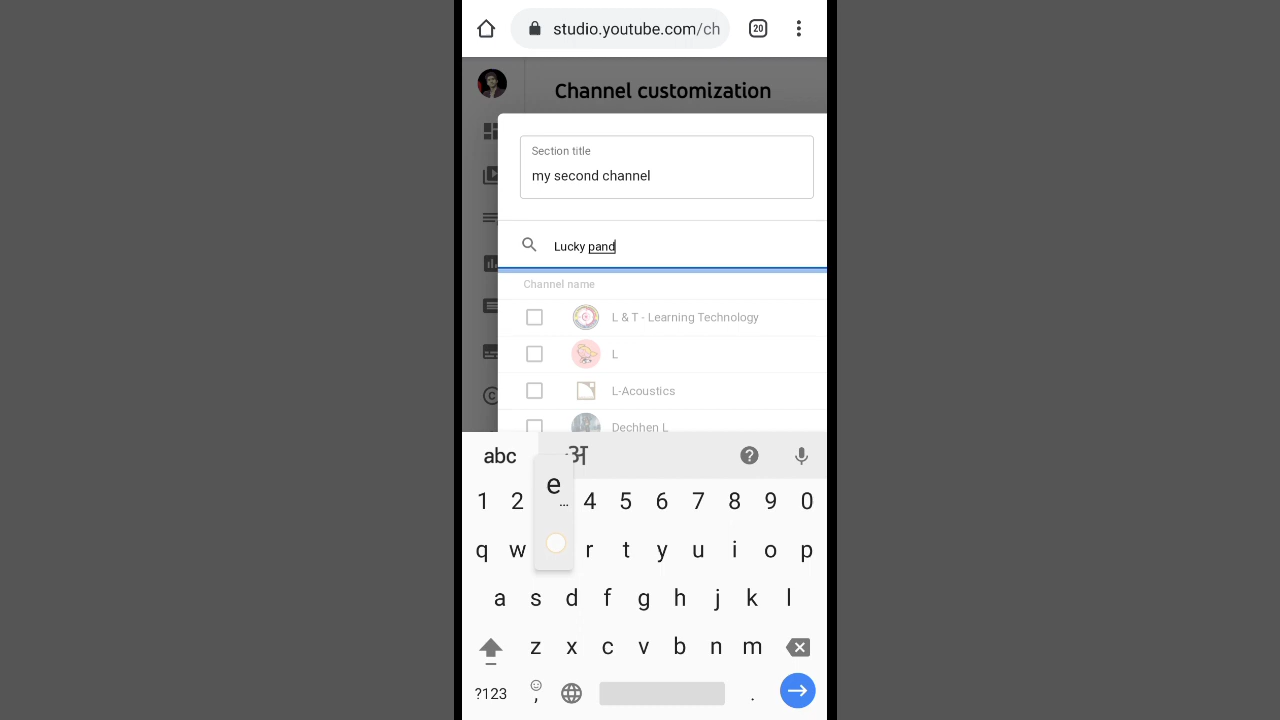 studio.youtube.com/ch
20
Channel customization
Section title
my second channel
Lucky pand
Channel name
L & T - Learning Technology
L
L-Acoustics
Dechhen L
abc
अ
e
...
1 2 4 5 6 7 8 9 0
q w r t y u i o p
a s d f g h j k l
z x c v b n m
?123 , .